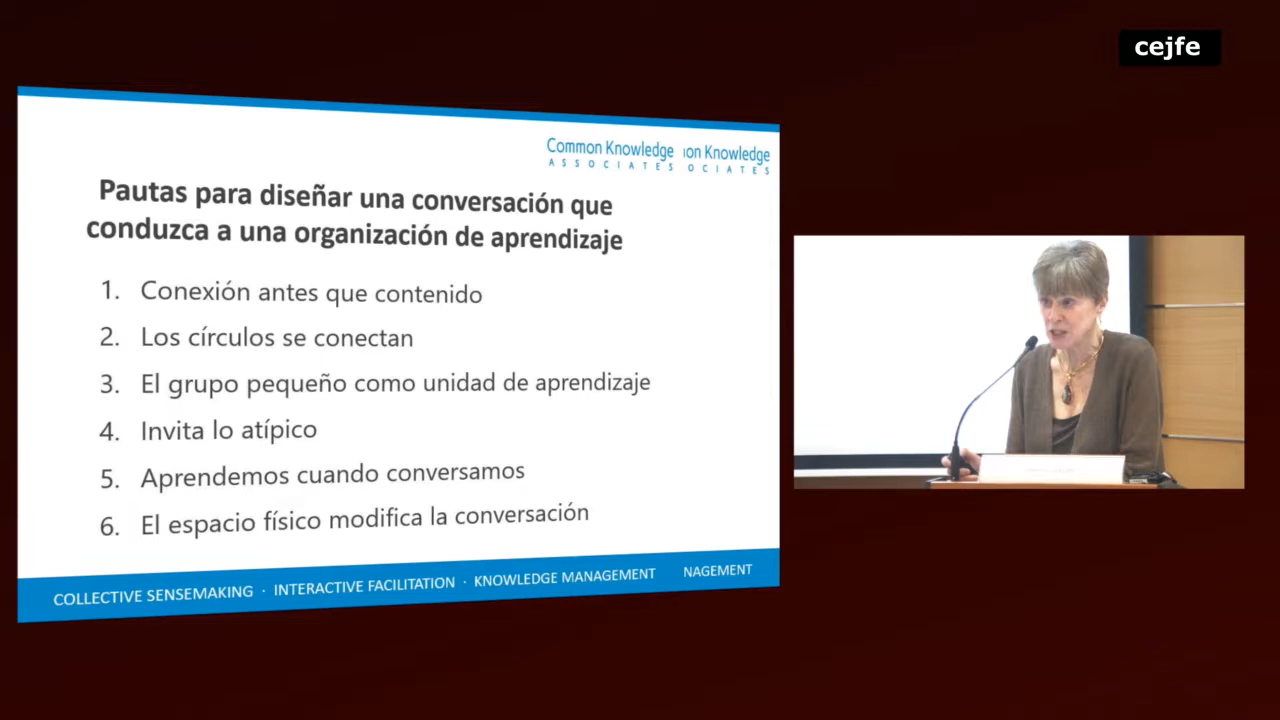 cejfe
Common Knowledge ion Knowledge
ASSOCIATES OCIATES
Pautas para diseñar una conversación que
conduzca a una organización de aprendizaje
1. Conexión antes que contenido
2. Los círculos se conectan
3. El grupo pequeño como unidad de aprendizaje
4. Invita lo atípico
5. Aprendemos cuando conversamos
6. El espacio físico modifica la conversación
COLLECTIVE SENSEMAKING · INTERACTIVE FACILITATION · KNOWLEDGE MANAGEMENT NAGEMENT